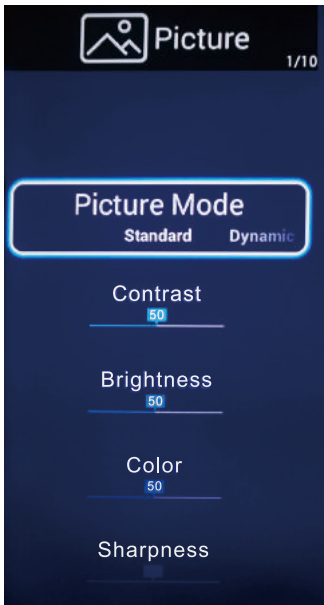 Picture
1/10
Picture Mode
Standard Dynamic
Contrast
50
Brightness
50
Color
50
Sharpness